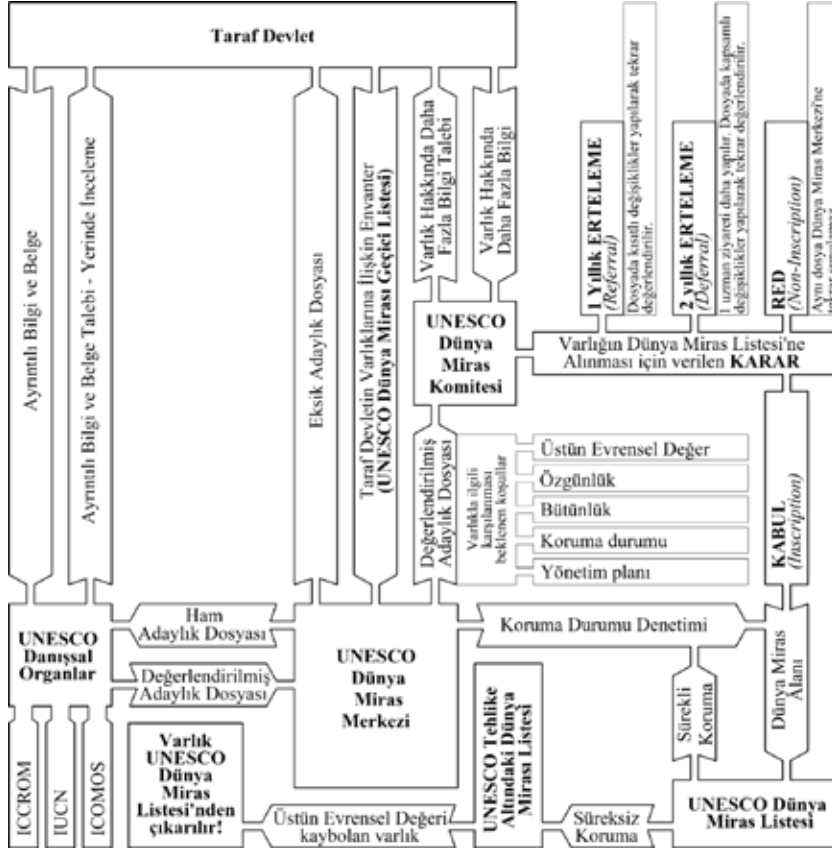 Taraf Devlet
Ayrıntılı Bilgi ve Belge
Ayrıntılı Bilgi ve Belge Talebi - Yerinde İnceleme
Eksik Adaylık Dosyası
Taraf Devletin Varlıklarına İlişkin Envanter
(UNESCO Dünya Mirası Geçici Listesi)
Varlık Hakkında Daha
Fazla Bilgi Talebi
Varlık Hakkında
Daha Fazla Bilgi
1 Yıllık ERTELEME
(Referral)
Dosyada kısıtlı değişiklikler yapılarak tekrar
değerlendirilir.
2 yıllık ERTELEME
(Deferral)
1 uzman ziyareti daha yapılır. Dosyada kapsamlı
değişiklikler yapılarak tekrar değerlendirilir.
RED
(Non-Inscription)
Aynı dosya Dünya Miras Merkezi'ne
UNESCO
Dünya
Miras
Komitesi
Varlığın Dünya Miras Listesi'ne
Alınması için verilen KARAR
Değerlendirilmiş
Adaylık Dosyası
Varlıkla ilgili
karşılanması
beklenen koşullar
Üstün Evrensel Değer
Özgünlük
Bütünlük
Koruma durumu
Yönetim planı
KABUL
(Inscription)
UNESCO
Danışsal
Organlar
Ham
Adaylık Dosyası
Değerlendirilmiş
Adaylık Dosyası
UNESCO
Dünya
Miras
Merkezi
Koruma Durumu Denetimi
Dünya Miras
Alanı
Sürekli
Koruma
ICCROM
IUCN
ICOMOS
Varlık
UNESCO
Dünya
Miras
Listesi'nden
çıkarılır!
Üstün Evrensel Değeri
kaybolan varlık
UNESCO Tehlike
Altındaki Dünya
Mirası Listesi
Süreksiz
Koruma
UNESCO Dünya
Miras Listesi